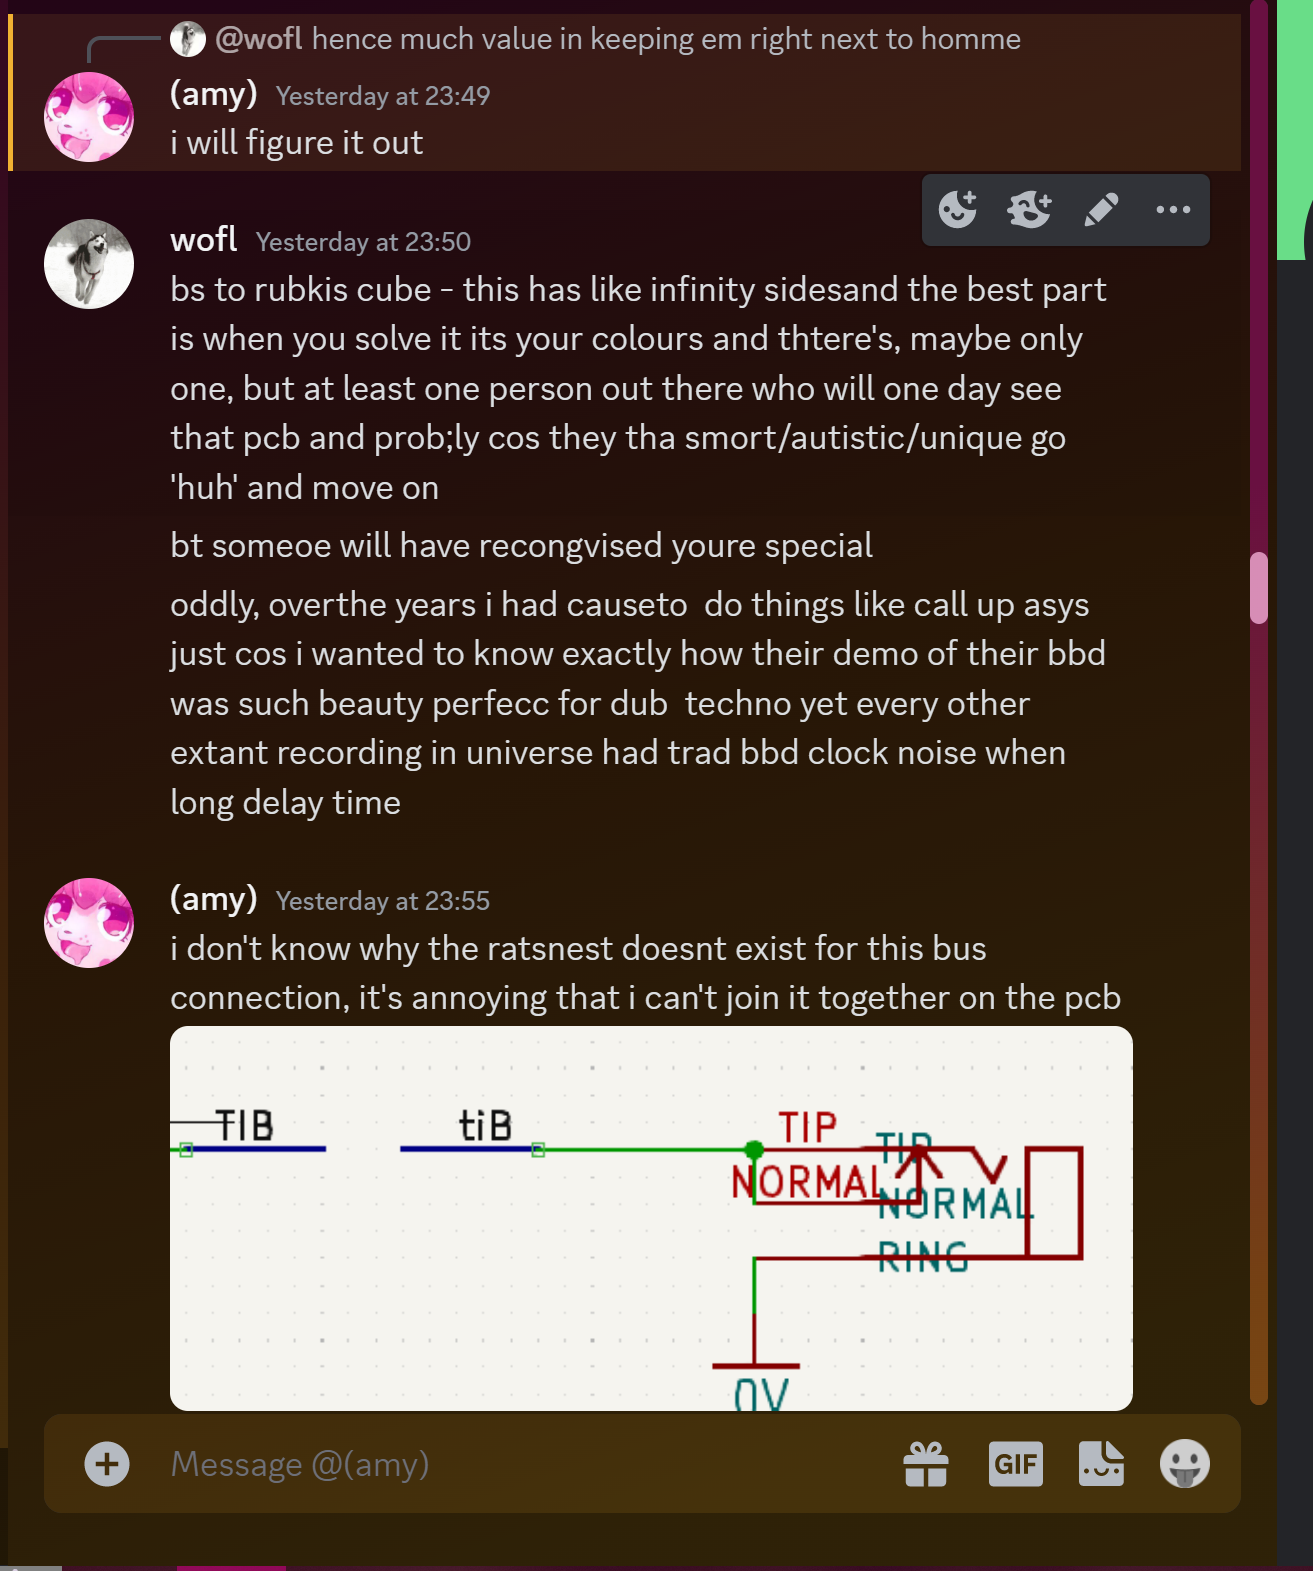 @wofl hence much value in keeping em right next to homme
(amy) Yesterday at 23:49
i will figure it out
wofl Yesterday at 23:50
bs to rubkis cube - this has like infinity sidesand the best part
is when you solve it its your colours and thtere's, maybe only
one, but at least one person out there who will one day see
that pcb and prob;ly cos they tha smort/autistic/unique go
'huh' and move on
bt someoe will have recongvised youre special
oddly, overthe years i had causeto  do things like call up asys
just cos i wanted to know exactly how their demo of their bbd
was such beauty perfecc for dub  techno yet every other
extant recording in universe had trad bbd clock noise when
long delay time
(amy) Yesterday at 23:55
i don't know why the ratsnest doesnt exist for this bus
connection, it's annoying that i can't join it together on the pcb
TIB
tiB
TIP
TIP
NORMAL
NORMAL
RING
0V
Message @(amy)
GIF